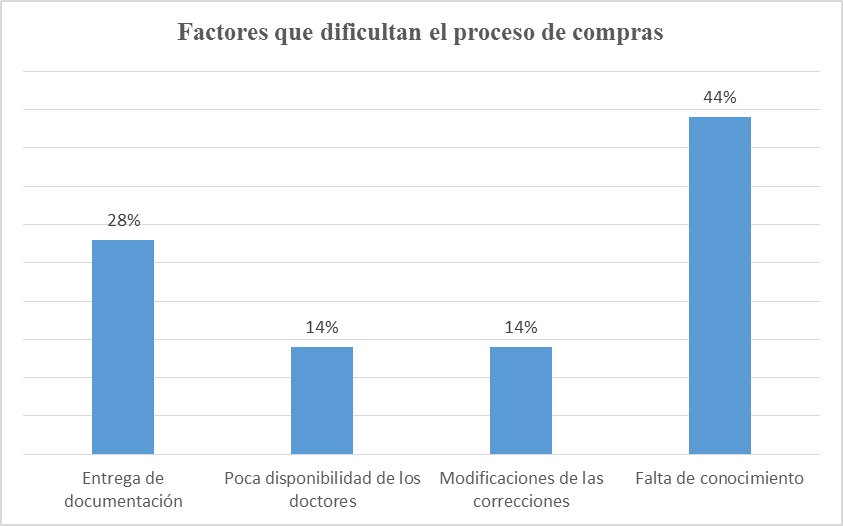 Factores que dificultan el proceso de compras
44%
28%
14%
14%
Entrega de
documentación
Poca disponibilidad de los
doctores
Modificaciones de las
correcciones
Falta de conocimiento